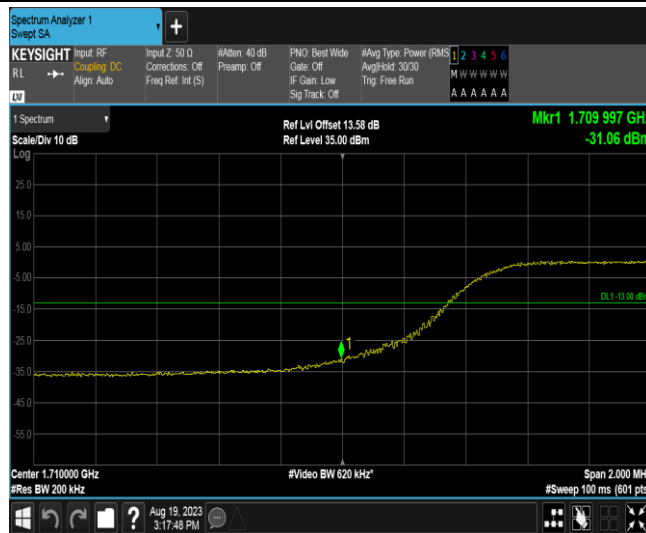 Spectrum Analyzer 1
Swept SA
KEYSIGHT
RL
Input: RF
Coupling: DC
Align: Auto
Input Z: 50 Ω
Corrections: Off
Freq Ref: Int (S)
#Atten: 40 dB
Preamp: Off
PNO: Best Wide
Gate: Off
IF Gain: Low
Sig Track: Off
#Avg Type: Power (RMS
Avg|Hold: 30/30
Trig: Free Run
1 2 3 4 5 6
M W W W W W
A A A A A A
1 Spectrum
Scale/Div 10 dB
Log
Ref Lvl Offset 13.58 dB
Ref Level 35.00 dBm
Mkr1 1.709 997 GHz
-31.06 dBm
25.0
15.0
5.00
-5.00
DL1 -13.00 dBm
-15.0
1
-25.0
-35.0
-45.0
-55.0
Center 1.710000 GHz
#Video BW 620 kHz*
Span 2.000 MH
#Res BW 200 kHz
#Sweep 100 ms (601 pts
?
Aug 19, 2023
3:17:48 PM